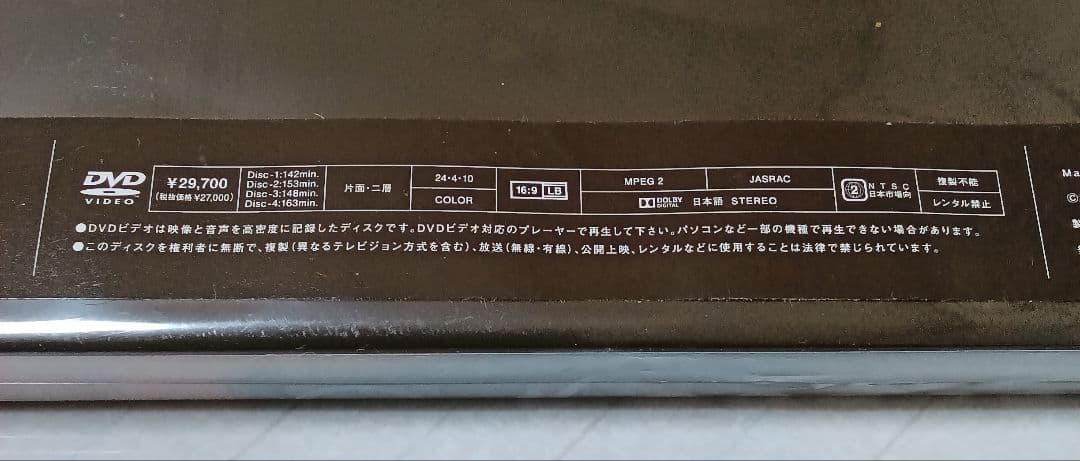 DVD
VIDEO
¥29,700
(税抜価格¥27,000)
Disc-1:142min.
Disc-2:153min.
Disc-3:148min.
Disc-4:163min.
片面・二層
24・4・10
COLOR
16:9 LB
MPEG 2
JASRAC
DOLBY DIGITAL 日本語 STEREO
2
NTSC
日本市場向
複製不能
レンタル禁止
●DVDビデオは映像と音声を高密度に記録したディスクです。DVDビデオ対応のプレーヤーで再生して下さい。パソコンなど一部の機種で再生できない場合があります。
●このディスクを権利者に無断で、複製(異なるテレビジョン方式を含む)、放送(無線・有線)、公開上映、レンタルなどに使用することは法律で禁じられています。
Ma
©